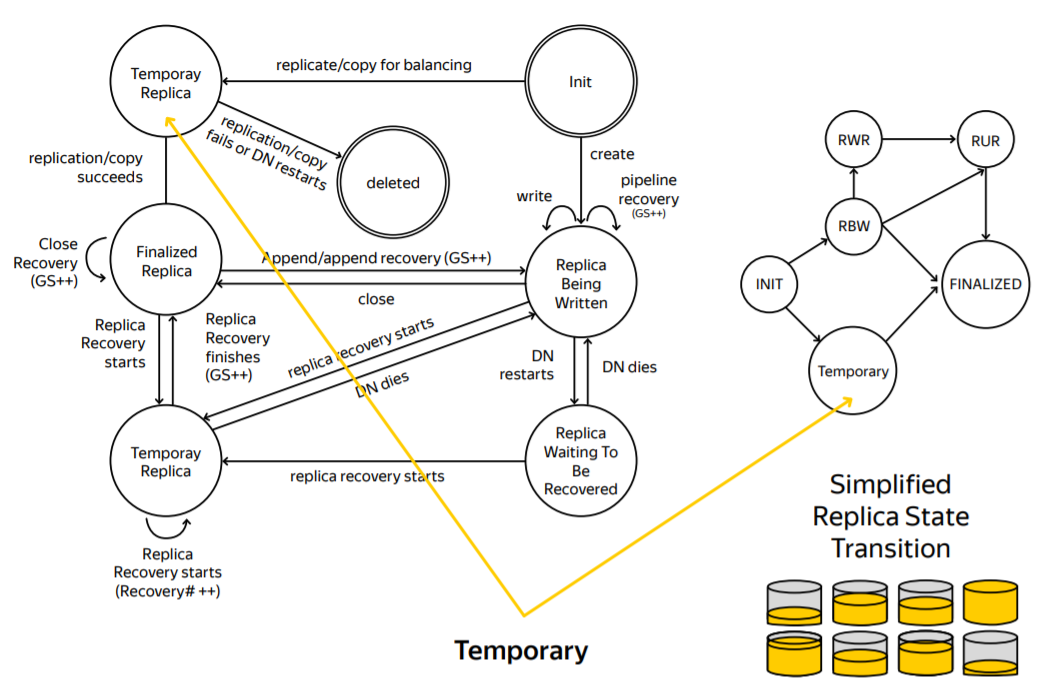 Temporay
Replica
replicate/copy for balancing
Init
replication/copy
fails or DN restarts
deleted
replication/copy
succeeds
create
write
pipeline
recovery
(GS++)
Close
Recovery
(GS++)
Finalized
Replica
Append/append recovery (GS++)
close
Replica
Being
Written
Replica
Recovery
starts
Replica
Recovery
finishes
(GS++)
replica recovery starts
DN dies
DN
restarts
DN dies
Temporay
Replica
replica recovery starts
Replica
Waiting To
Be
Recovered
Replica
Recovery starts
(Recovery# ++)
Temporary
RWR
RUR
RBW
INIT
FINALIZED
Temporary
Simplified
Replica State
Transition